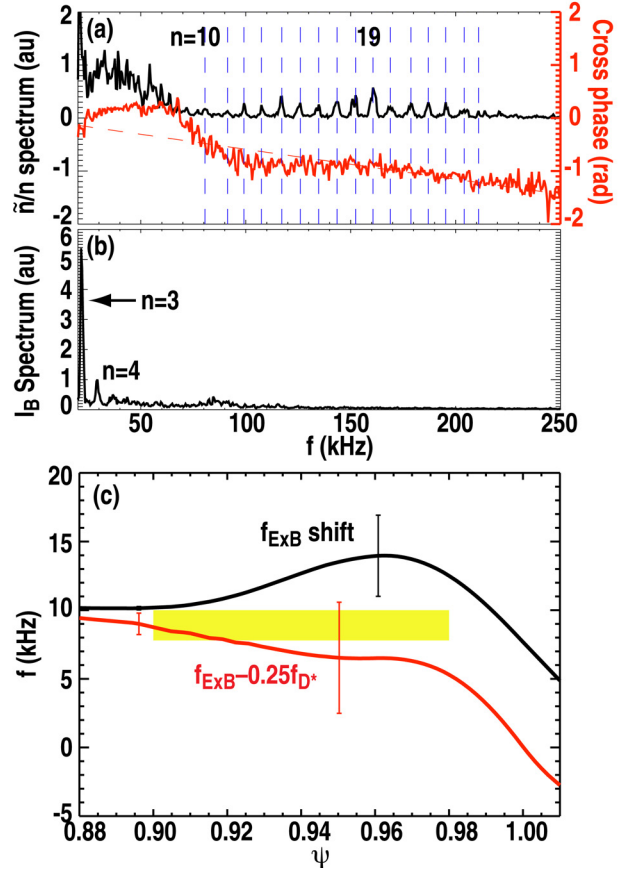 (a)
n=10
19
2
1
0
-1
-2
ñ/n spectrum (au)
2
1
0
-1
-2
Cross phase (rad)
(b)
6
5
4
3
2
1
0
I_B Spectrum (au)
n=3
n=4
50 100 150 200 250
f (kHz)
(c)
20
15
10
5
0
-5
f (kHz)
f_ExB shift
f_ExB–0.25f_D*
0.88 0.90 0.92 0.94 0.96 0.98 1.00
Ψ